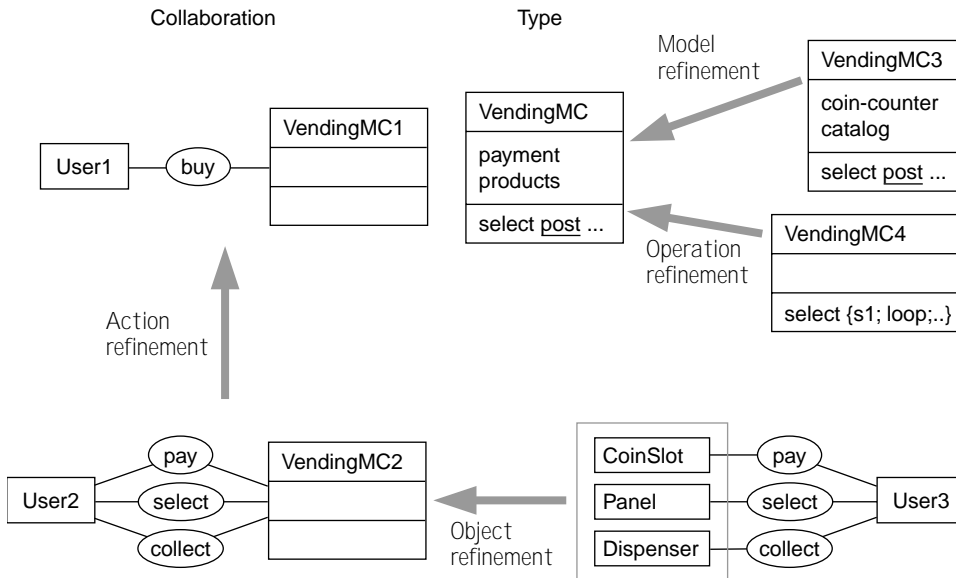 Collaboration
Type
Model
refinement
VendingMC3
coin-counter
catalog
select post ...
VendingMC1
VendingMC
payment
products
select post ...
User1
buy
Operation
refinement
VendingMC4
select {s1; loop;..}
Action
refinement
User2
pay
select
collect
VendingMC2
Object
refinement
CoinSlot
Panel
Dispenser
pay
select
collect
User3